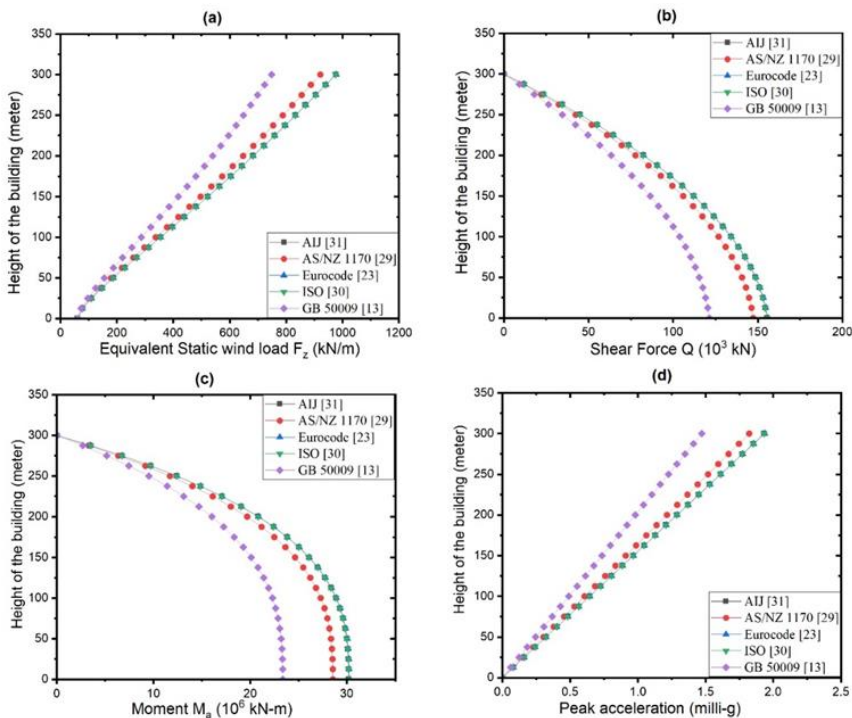 (a)
350
300
250
200
150
100
50
0
Height of the building (meter)
AIJ [31]
AS/NZ 1170 [29]
Eurocode [23]
ISO [30]
GB 50009 [13]
0 200 400 600 800 1000 1200
Equivalent Static wind load Fz (kN/m)
(b)
350
300
250
200
150
100
50
0
Height of the building (meter)
AIJ [31]
AS/NZ 1170 [29]
Eurocode [23]
ISO [30]
GB 50009 [13]
0 50 100 150 200
Shear Force Q (10³ kN)
(c)
350
300
250
200
150
100
50
0
Height of the building (meter)
AIJ [31]
AS/NZ 1170 [29]
Eurocode [23]
ISO [30]
GB 50009 [13]
0 10 20 30
Moment Ma (10⁶ kN-m)
(d)
350
300
250
200
150
100
50
0
Height of the building (meter)
AIJ [31]
AS/NZ 1170 [29]
Eurocode [23]
ISO [30]
GB 50009 [13]
0.0 0.5 1.0 1.5 2.0 2.5
Peak acceleration (milli-g)